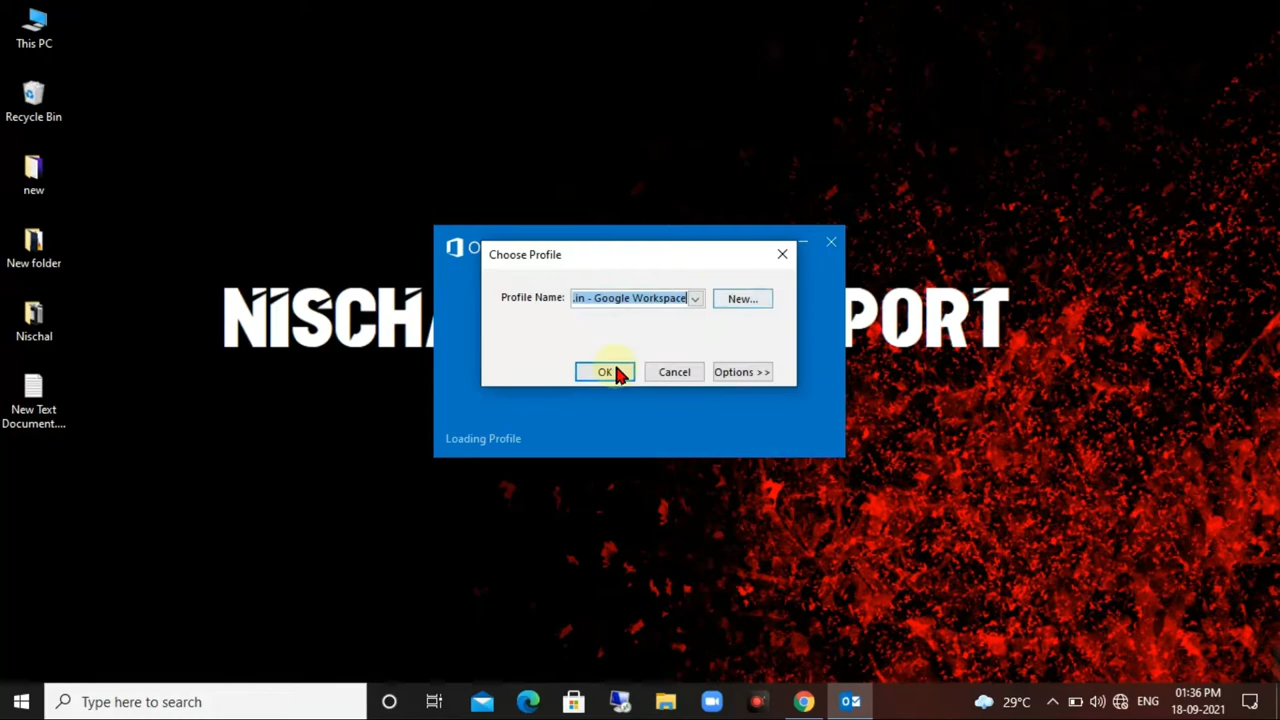 This PC
Recycle Bin
new
New folder
Nischal
New Text
Document....
NISCH
PORT
O
Choose Profile
Profile Name:
.in - Google Workspace
New...
OK
Cancel
Options >>
Loading Profile
Type here to search
29°C
ENG
01:36 PM
18-09-2021